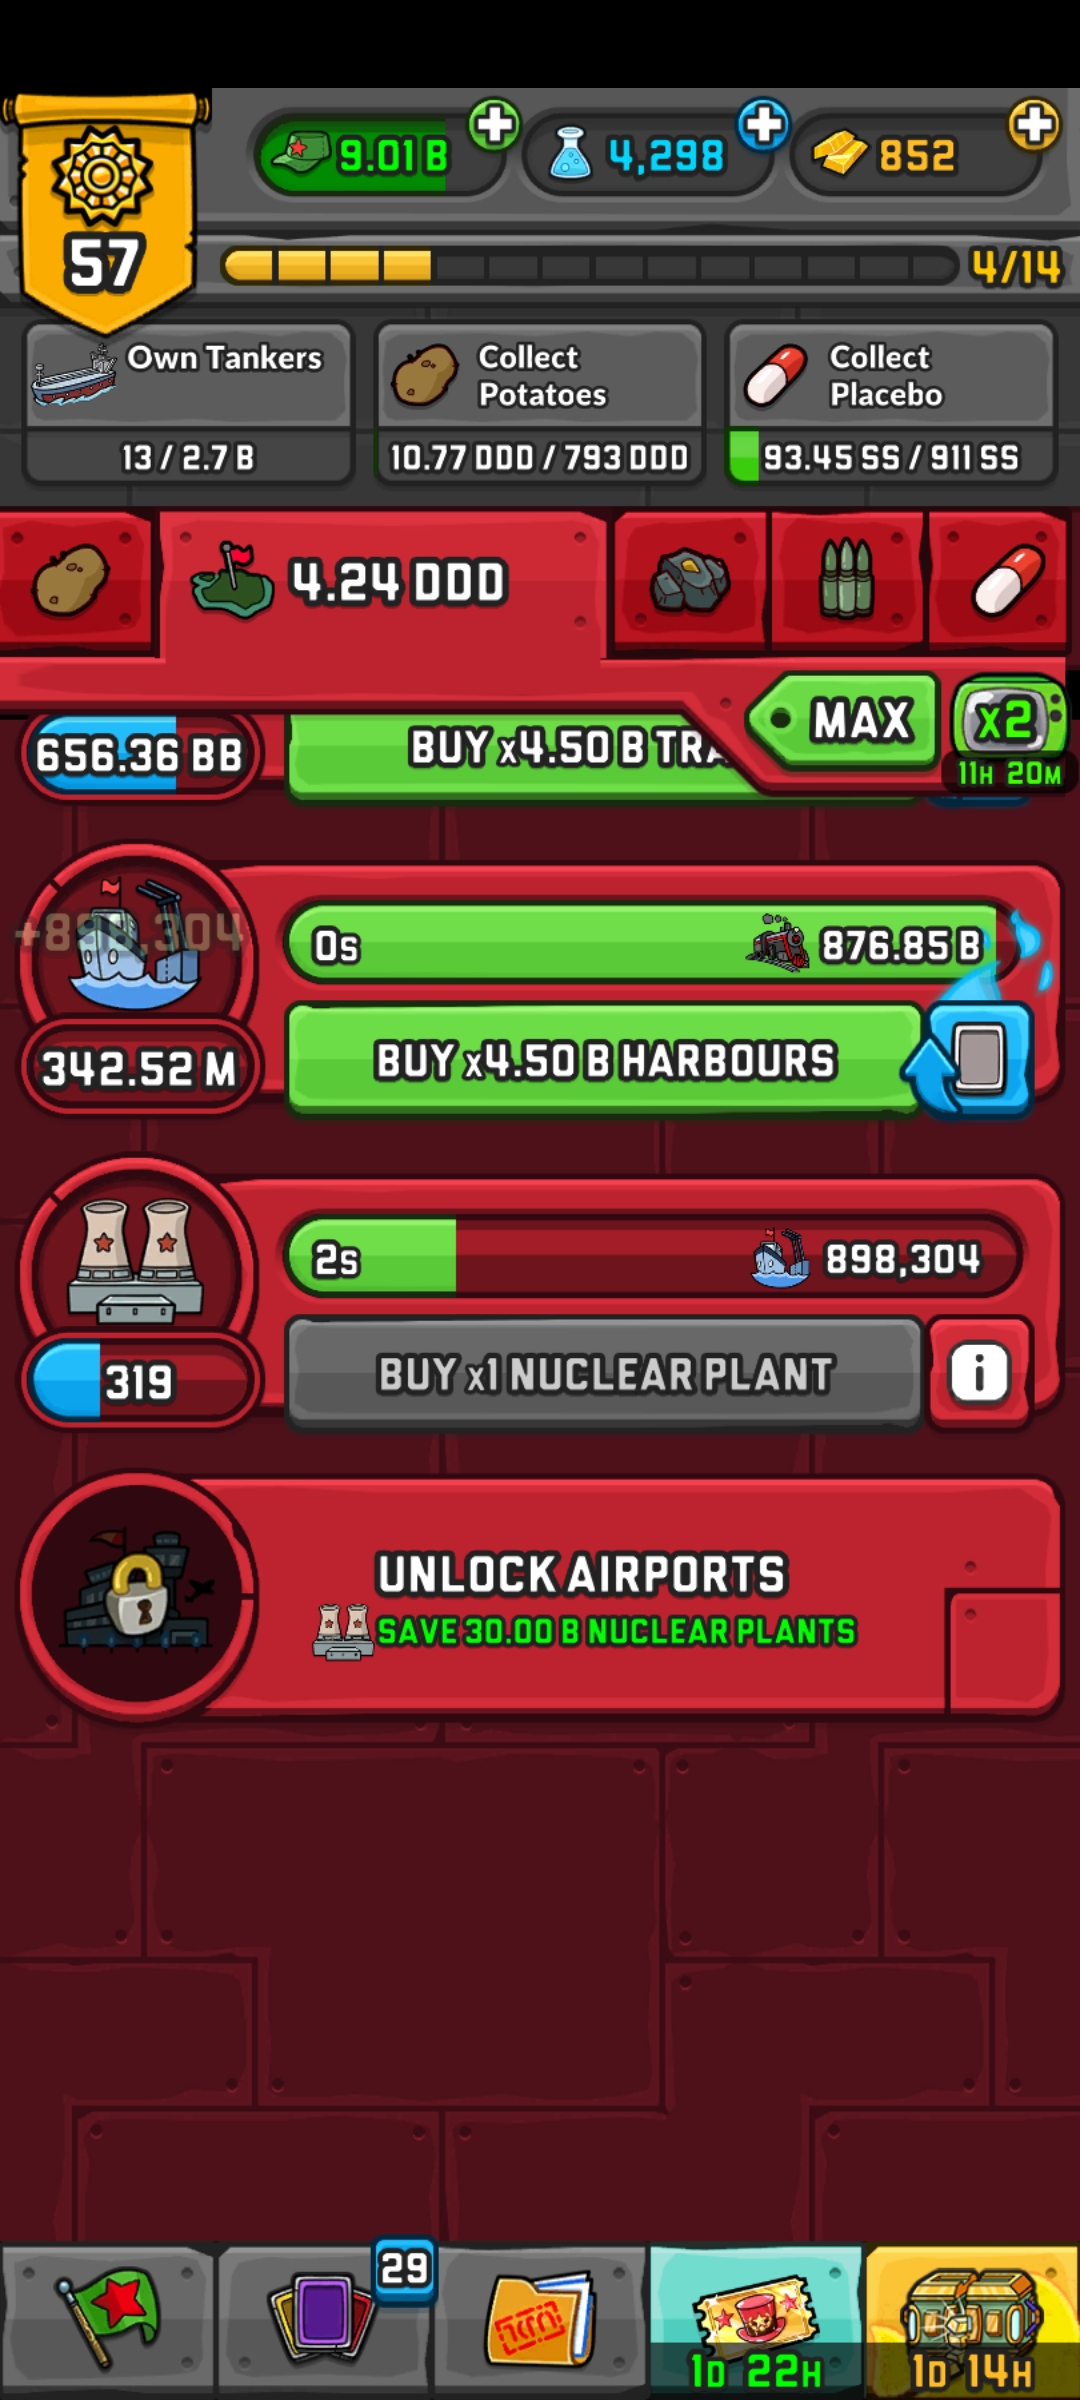 57
9.01 B
4,298
852
4/14
Own Tankers
13 / 2.7 B
Collect
Potatoes
10.77 DDD / 793 DDD
Collect
Placebo
93.45 SS / 911 SS
4.24 DDD
MAX
x2
11H 20M
656.36 BB
BUY x4.50 B
+898,304
0s
876.85 B
342.52 M
BUY x4.50 B HARBOURS
2s
898,304
319
BUY x1 NUCLEAR PLANT
i
UNLOCK AIRPORTS
SAVE 30.00 B NUCLEAR PLANTS
29
1D 22H
1D 14H